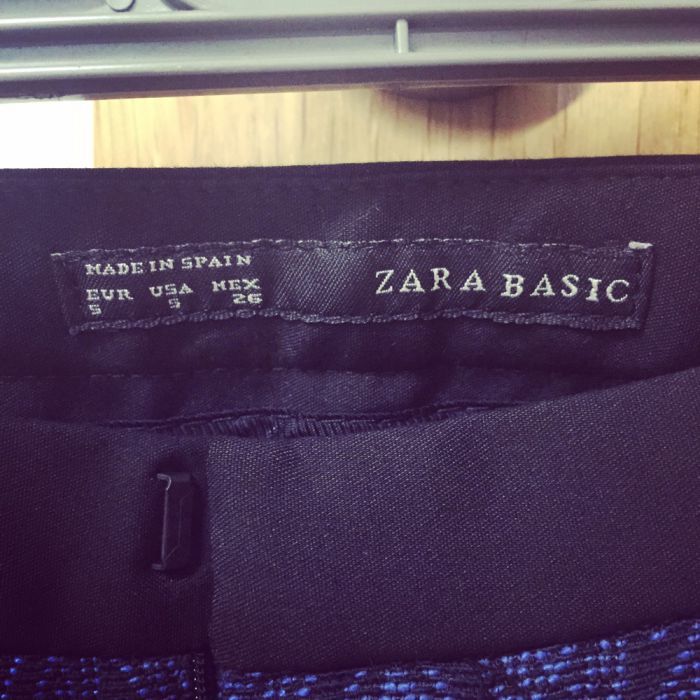 MADE IN SPAIN
EUR USA MEX
S S 26
ZARA BASIC